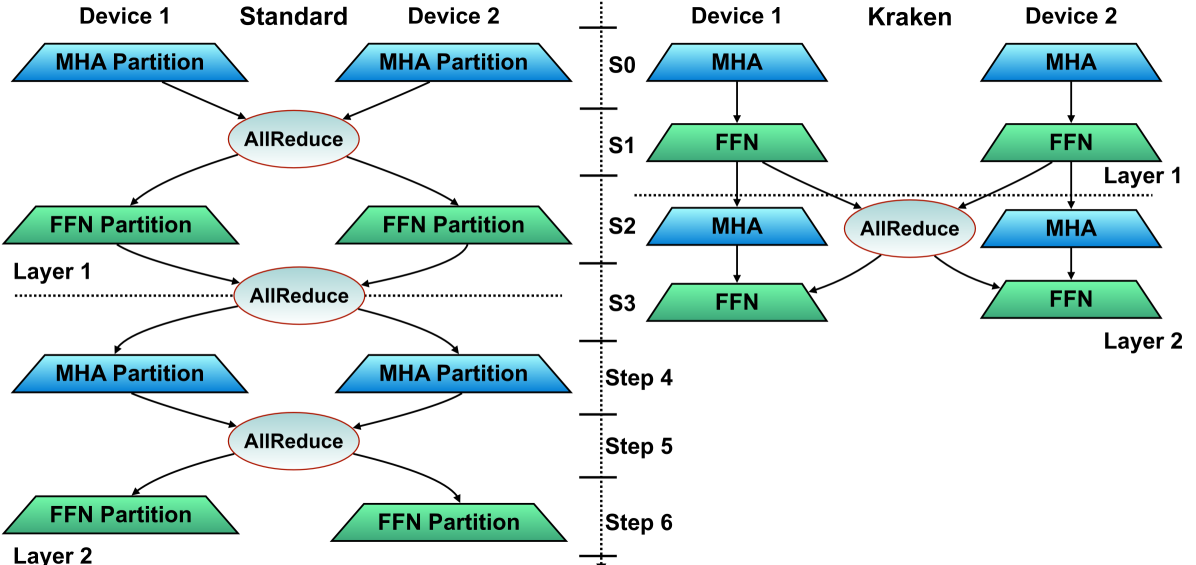 Device 1 Standard Device 2
MHA Partition MHA Partition
AllReduce
FFN Partition FFN Partition
Layer 1
AllReduce
MHA Partition MHA Partition
AllReduce
FFN Partition FFN Partition
Layer 2
S0
S1
S2
S3
Step 4
Step 5
Step 6
Device 1 Kraken Device 2
MHA MHA
FFN FFN
Layer 1
MHA AllReduce MHA
FFN FFN
Layer 2